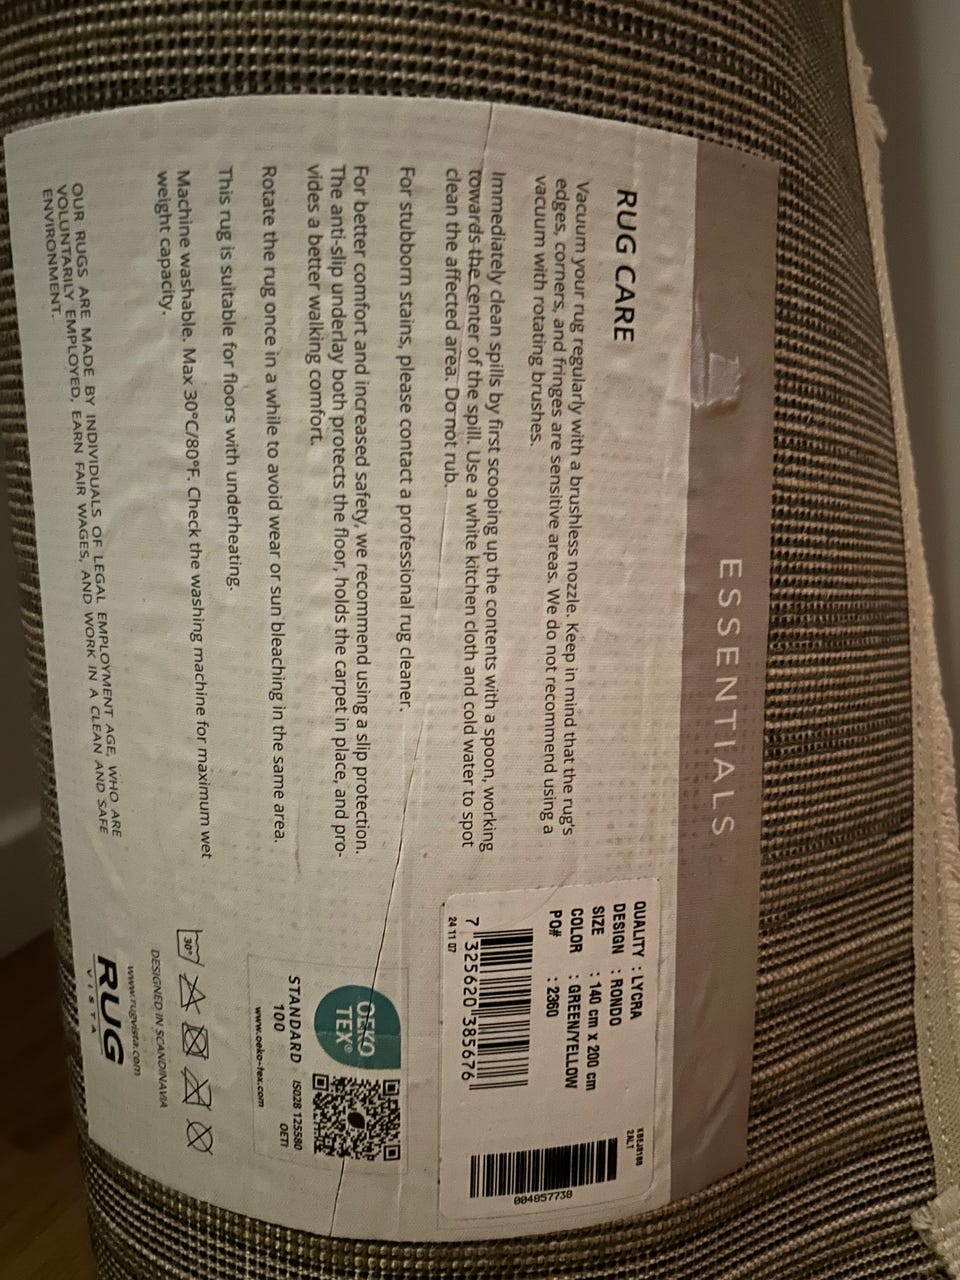 ESSENTIALS
RUG CARE
Vacuum your rug regularly with a brushless nozzle. Keep in mind that the rug's
edges, corners, and fringes are sensitive areas. We do not recommend using a
vacuum with rotating brushes.
Immediately clean spills by first scooping up the contents with a spoon, working
towards the center of the spill. Use a white kitchen cloth and cold water to spot
clean the affected area. Do not rub.
For stubborn stains, please contact a professional rug cleaner.
For better comfort and increased safety, we recommend using a slip protection.
The anti-slip underlay both protects the floor, holds the carpet in place, and pro-
vides a better walking comfort.
Rotate the rug once in a while to avoid wear or sun bleaching in the same area.
This rug is suitable for floors with underheating.
Machine washable. Max 30°C/80°F. Check the washing machine for maximum wet
weight capacity.
OUR RUGS ARE MADE BY INDIVIDUALS OF LEGAL EMPLOYMENT AGE, WHO ARE
VOLUNTARILY EMPLOYED, EARN FAIR WAGES, AND WORK IN A CLEAN AND SAFE
ENVIRONMENT.
QUALITY : LYCRA
DESIGN : RONDO
SIZE : 140 cm x 200 cm
COLOR : GREEN/YELLOW
PO# : 2360
7 325620 385676
24 11 07
2ALT
004857738
OEKO
TEX®
STANDARD
100
IS028 125580
OETI
www.oeko-tex.com
30°
DESIGNED IN SCANDINAVIA
www.rugvista.com
RUG
VISTA